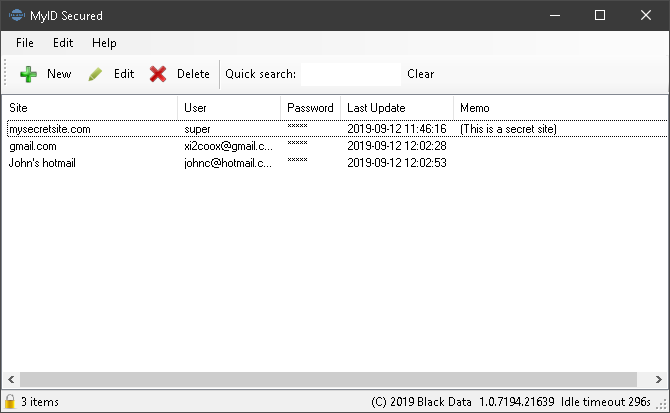 MyID Secured
File Edit Help
New Edit Delete Quick search: Clear
Site User Password Last Update Memo
mysecretsite.com super ***** 2019-09-12 11:46:16 (This is a secret site)
gmail.com xi2coox@gmail.c... ***** 2019-09-12 12:02:28
John's hotmail johnc@hotmail.c... ***** 2019-09-12 12:02:53
3 items (C) 2019 Black Data 1.0.7194.21639 Idle timeout 296s